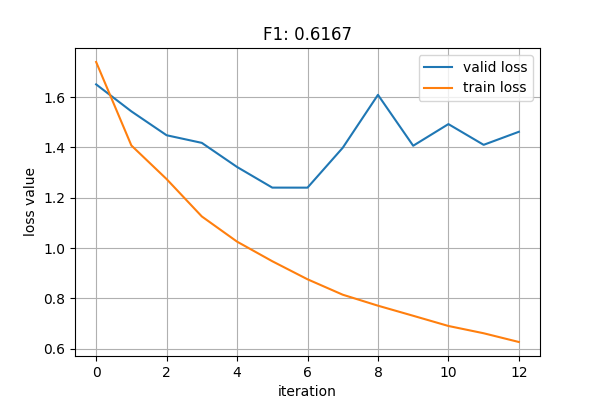 F1: 0.6167
valid loss
train loss
1.6
1.4
1.2
1.0
0.8
0.6
loss value
0 2 4 6 8 10 12
iteration